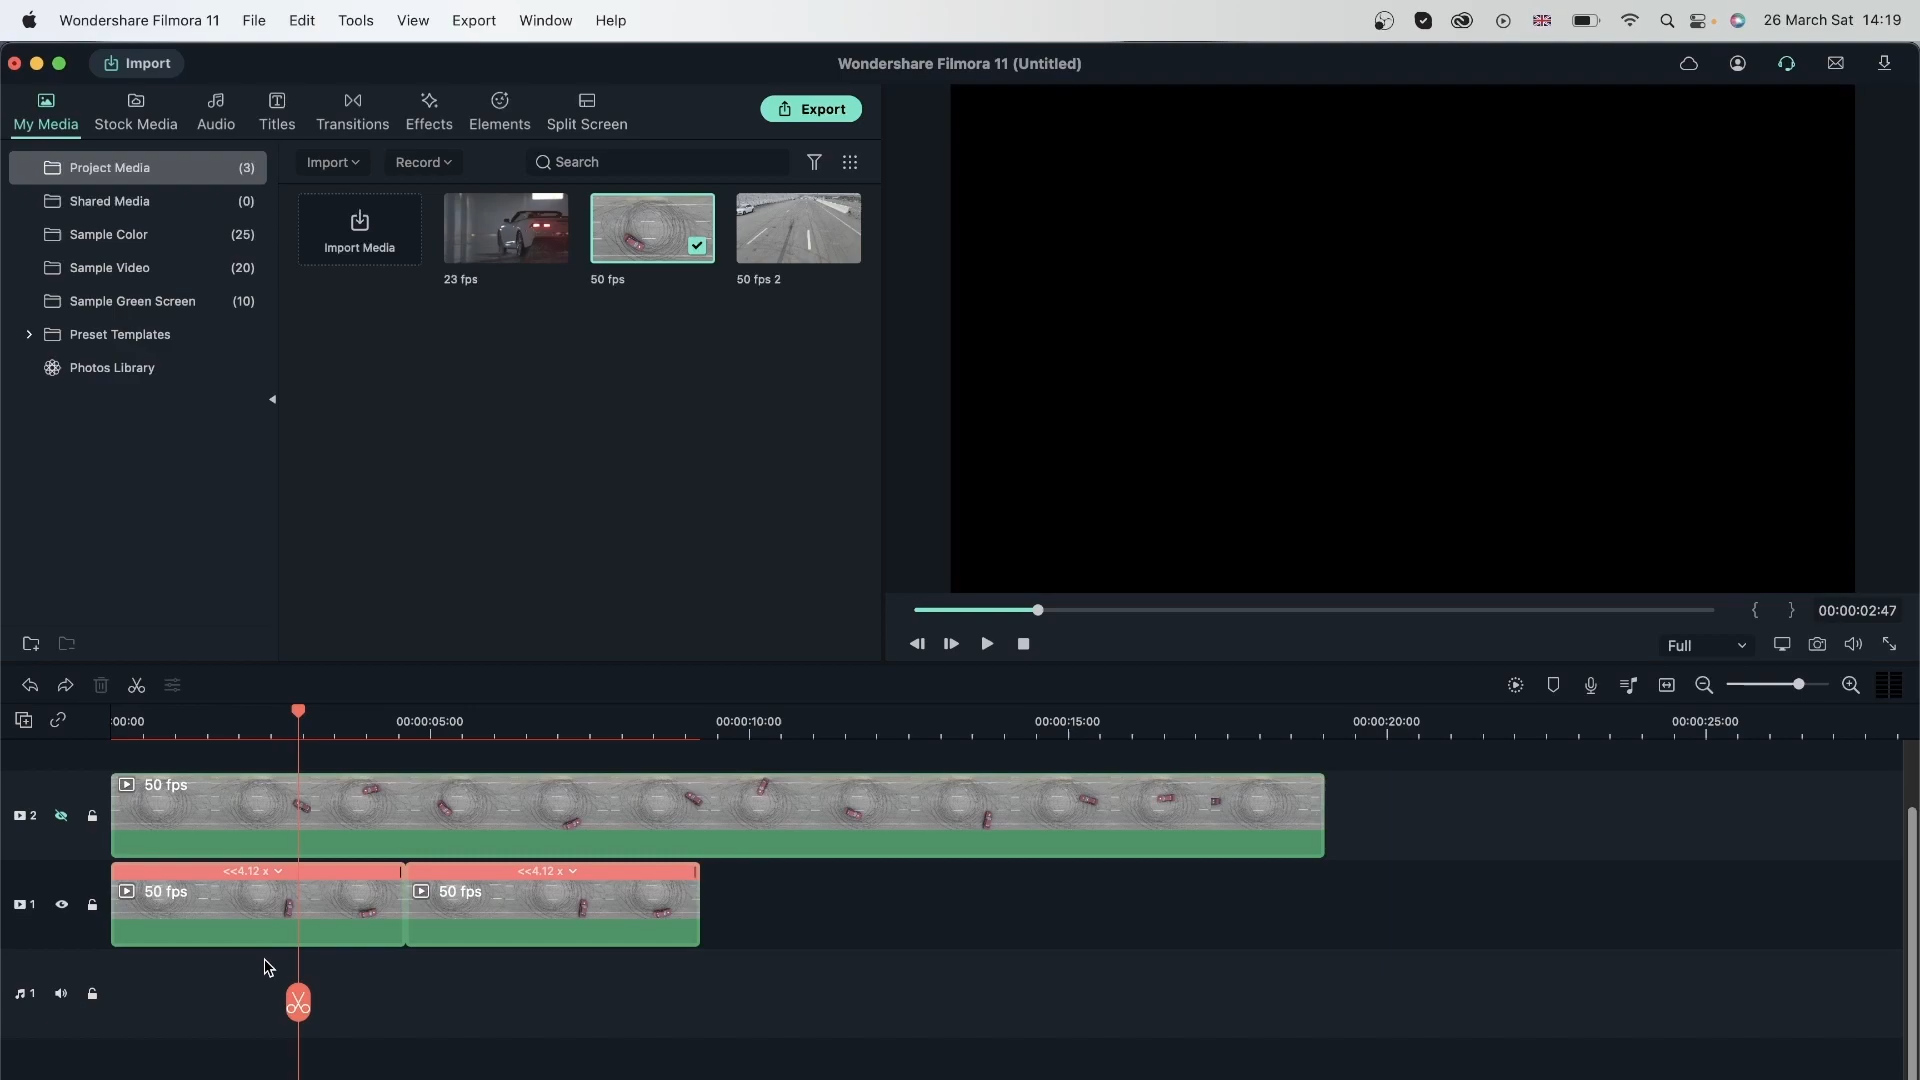 Wondershare Filmora 11 File Edit Tools View Export Window Help 26 March Sat 14:19
Import Wondershare Filmora 11 (Untitled)
My Media Stock Media Audio Titles Transitions Effects Elements Split Screen Export
Project Media (3)
Shared Media (0)
Sample Color (25)
Sample Video (20)
Sample Green Screen (10)
Preset Templates
Photos Library
Import Record Search
Import Media
23 fps 50 fps 50 fps 2
{ } 00:00:02:47
Full
:00:00 00:00:05:00 00:00:10:00 00:00:15:00 00:00:20:00 00:00:25:00
2 50 fps
<<4.12 x <<4.12 x
1 50 fps 50 fps
1